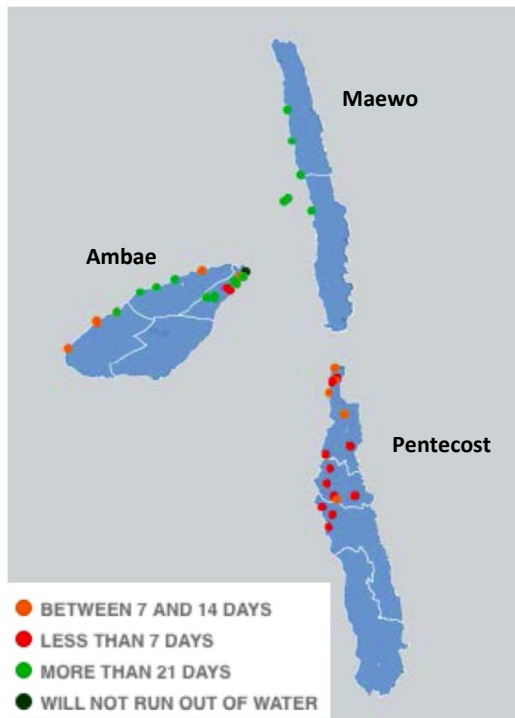 Maewo
Ambae
Pentecost
BETWEEN 7 AND 14 DAYS
LESS THAN 7 DAYS
MORE THAN 21 DAYS
WILL NOT RUN OUT OF WATER